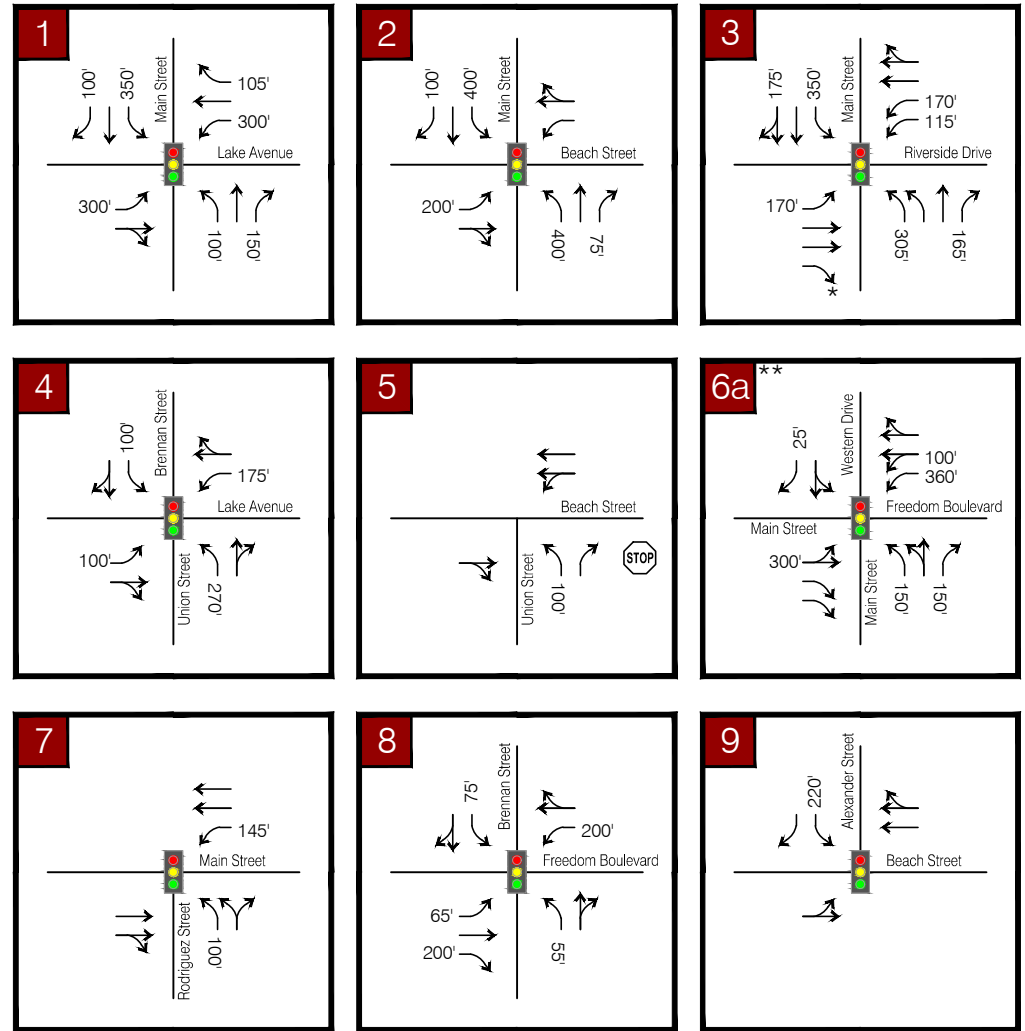 1
100'
350'
Main Street
105'
300'
Lake Avenue
300'
100'
150'
2
100'
400'
Main Street
Beach Street
200'
400'
75'
3
175'
350'
Main Street
170'
115'
Riverside Drive
170'
*
305'
165'
4
100'
Brennan Street
175'
Lake Avenue
100'
Union Street
270'
5
Beach Street
Union Street
100'
STOP
6a
**
25'
Western Drive
100'
360'
Freedom Boulevard
Main Street
300'
Main Street
150'
150'
7
145'
Main Street
Rodriguez Street
100'
8
75'
Brennan Street
200'
Freedom Boulevard
65'
200'
55'
9
220'
Alexander Street
Beach Street